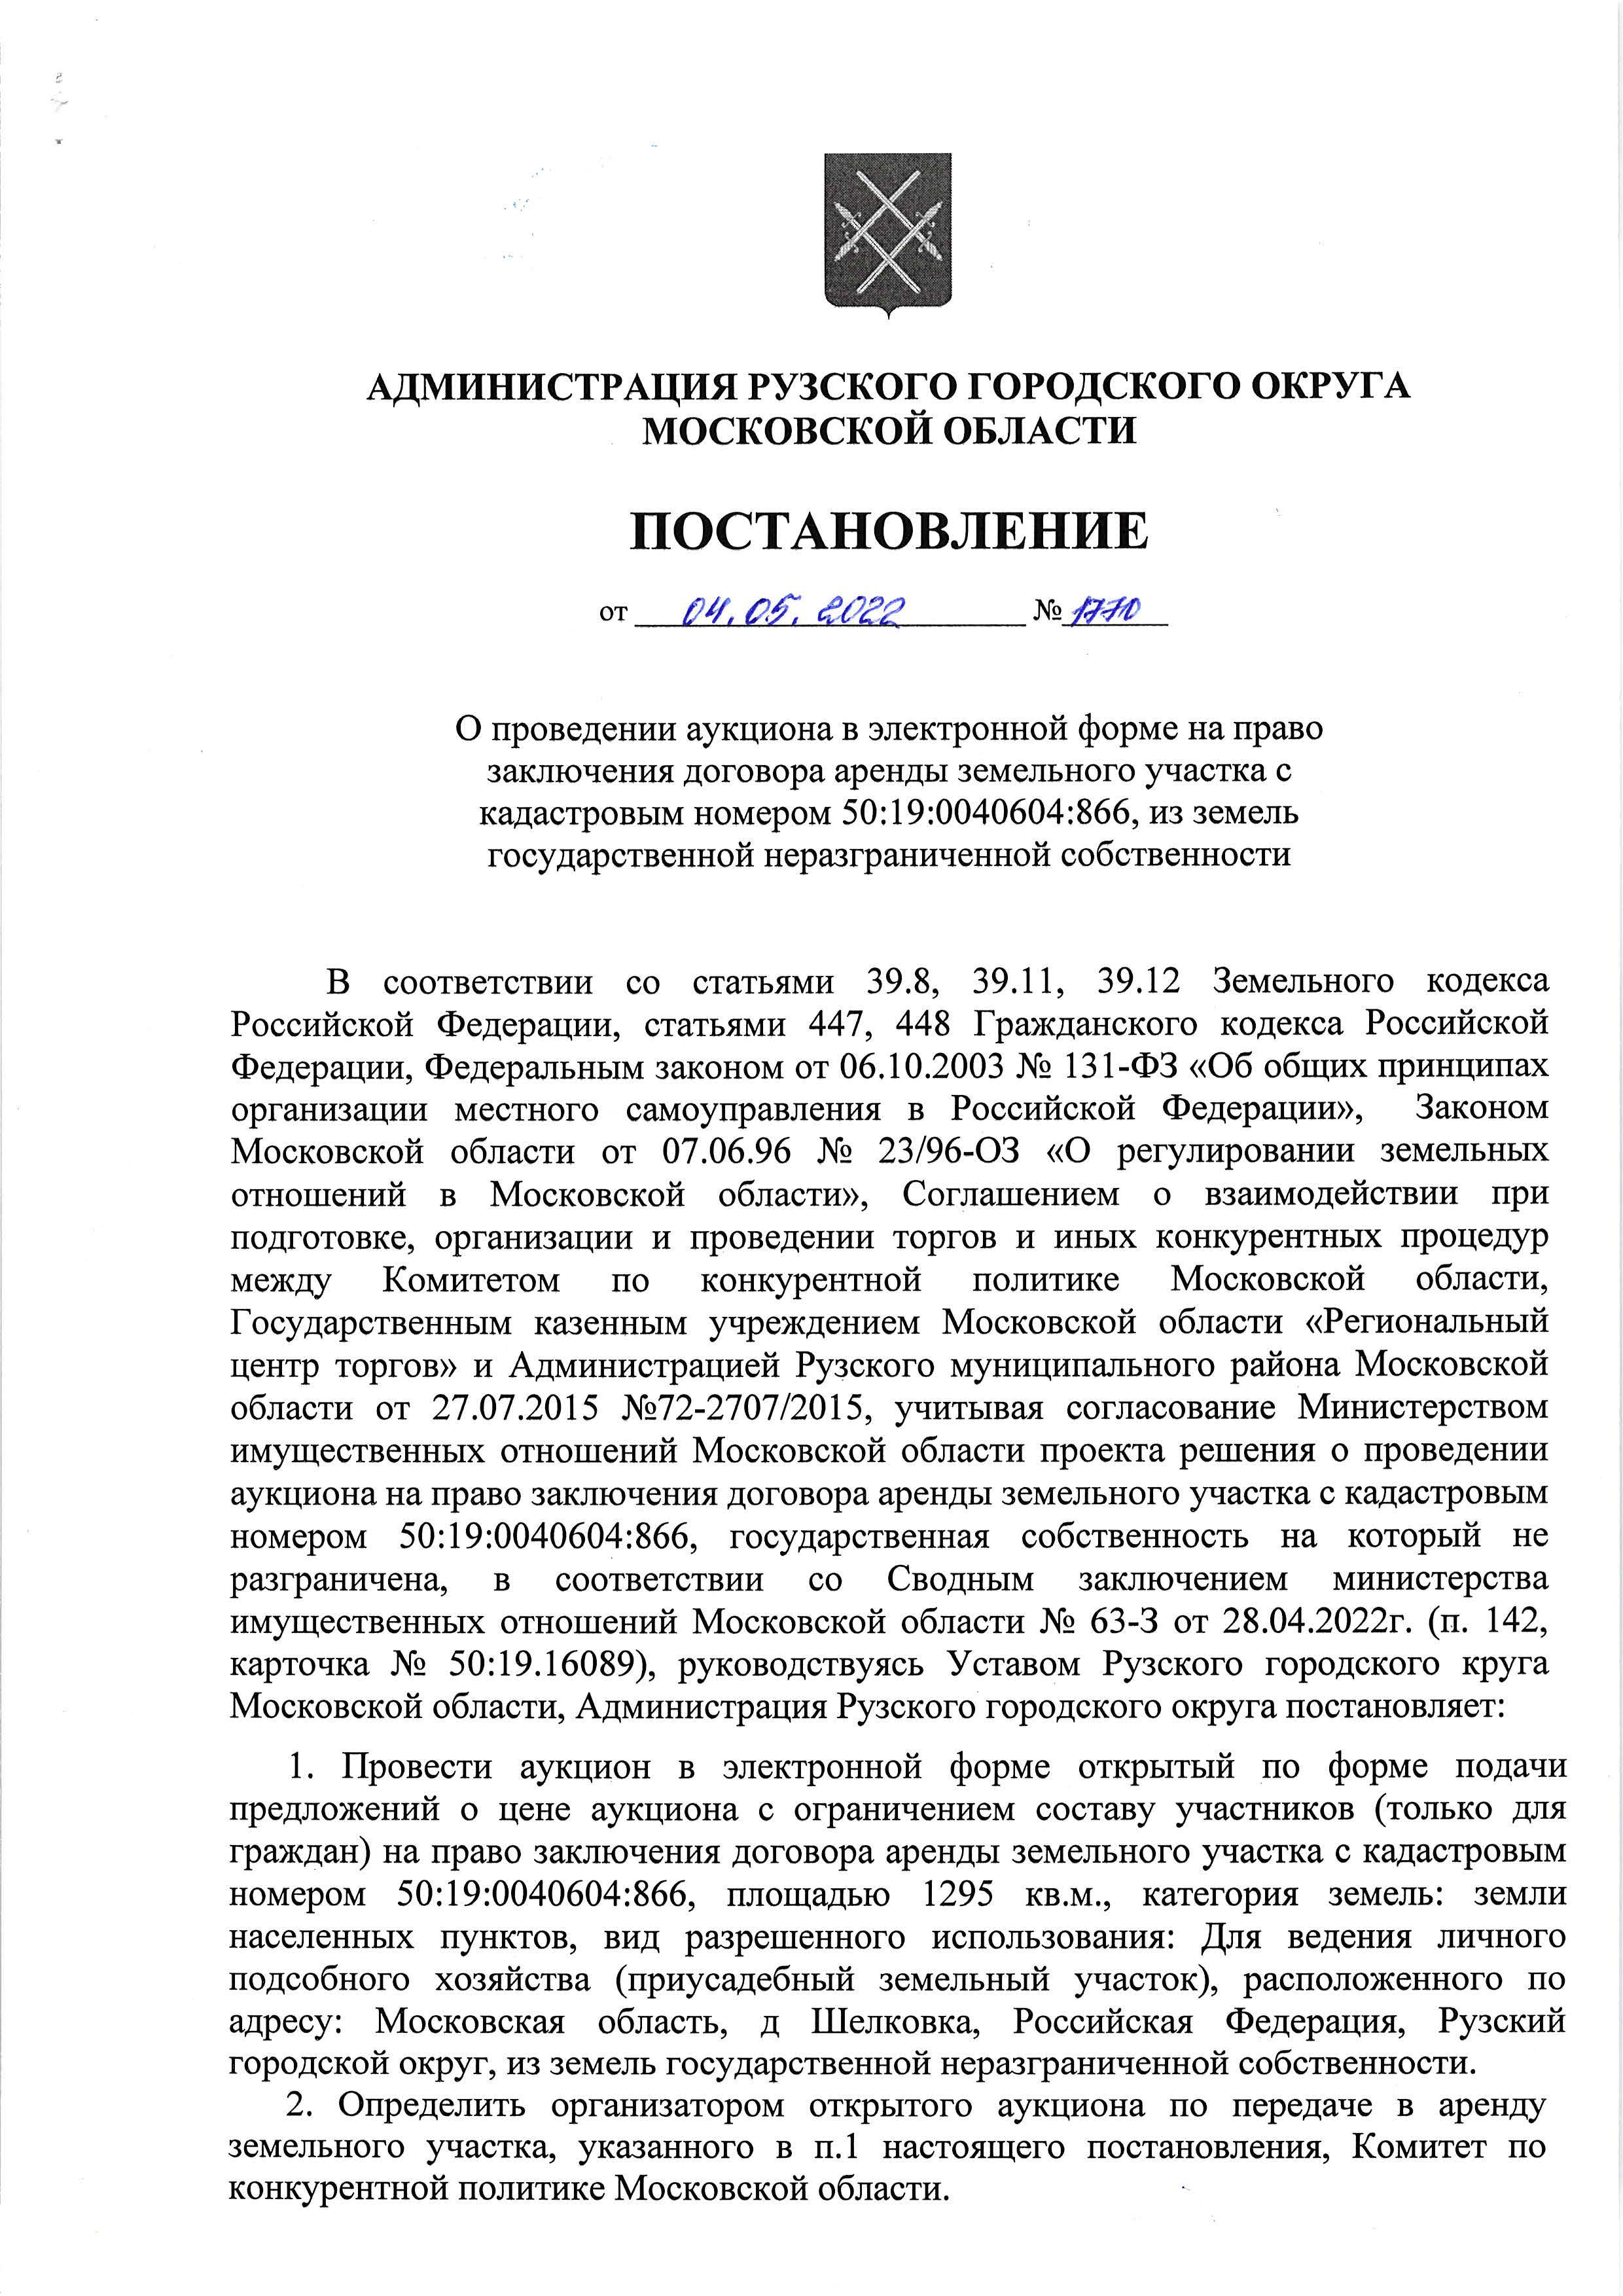 АДМИНИСТРАЦИЯ РУЗСКОГО ГОРОДСКОГО ОКРУГА
МОСКОВСКОЙ ОБЛАСТИ
ПОСТАНОВЛЕНИЕ
от 04.05.2022 № 1770
О проведении аукциона в электронной форме на право
заключения договора аренды земельного участка с
кадастровым номером 50:19:0040604:866, из земель
государственной неразграниченной собственности
В соответствии со статьями 39.8, 39.11, 39.12 Земельного кодекса
Российской Федерации, статьями 447, 448 Гражданского кодекса Российской
Федерации, Федеральным законом от 06.10.2003 № 131-ФЗ «Об общих принципах
организации местного самоуправления в Российской Федерации», Законом
Московской области от 07.06.96 № 23/96-ОЗ «О регулировании земельных
отношений в Московской области», Соглашением о взаимодействии при
подготовке, организации и проведении торгов и иных конкурентных процедур
между Комитетом по конкурентной политике Московской области,
Государственным казенным учреждением Московской области «Региональный
центр торгов» и Администрацией Рузского муниципального района Московской
области от 27.07.2015 №72-2707/2015, учитывая согласование Министерством
имущественных отношений Московской области проекта решения о проведении
аукциона на право заключения договора аренды земельного участка с кадастровым
номером 50:19:0040604:866, государственная собственность на который не
разграничена, в соответствии со Сводным заключением министерства
имущественных отношений Московской области № 63-З от 28.04.2022г. (п. 142,
карточка № 50:19.16089), руководствуясь Уставом Рузского городского круга
Московской области, Администрация Рузского городского округа постановляет:
1. Провести аукцион в электронной форме открытый по форме подачи
предложений о цене аукциона с ограничением составу участников (только для
граждан) на право заключения договора аренды земельного участка с кадастровым
номером 50:19:0040604:866, площадью 1295 кв.м., категория земель: земли
населенных пунктов, вид разрешенного использования: Для ведения личного
подсобного хозяйства (приусадебный земельный участок), расположенного по
адресу: Московская область, д Шелковка, Российская Федерация, Рузский
городской округ, из земель государственной неразграниченной собственности.
2. Определить организатором открытого аукциона по передаче в аренду
земельного участка, указанного в п.1 настоящего постановления, Комитет по
конкурентной политике Московской области.